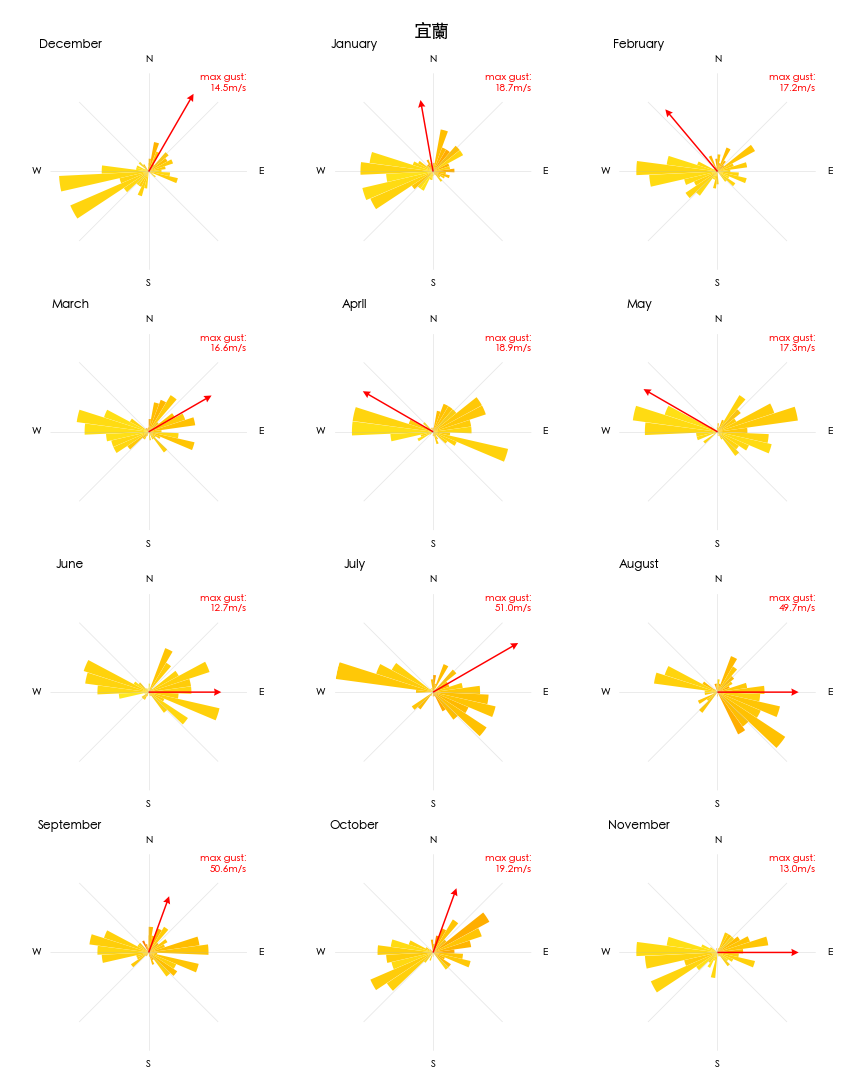 宜蘭
December
N
max gust:
14.5m/s
W
E
S
January
N
max gust:
18.7m/s
W
E
S
February
N
max gust:
17.2m/s
W
E
S
March
N
max gust:
16.6m/s
W
E
S
April
N
max gust:
18.9m/s
W
E
S
May
N
max gust:
17.3m/s
W
E
S
June
N
max gust:
12.7m/s
W
E
S
July
N
max gust:
51.0m/s
W
E
S
August
N
max gust:
49.7m/s
W
E
S
September
N
max gust:
50.6m/s
W
E
S
October
N
max gust:
19.2m/s
W
E
S
November
N
max gust:
13.0m/s
W
E
S